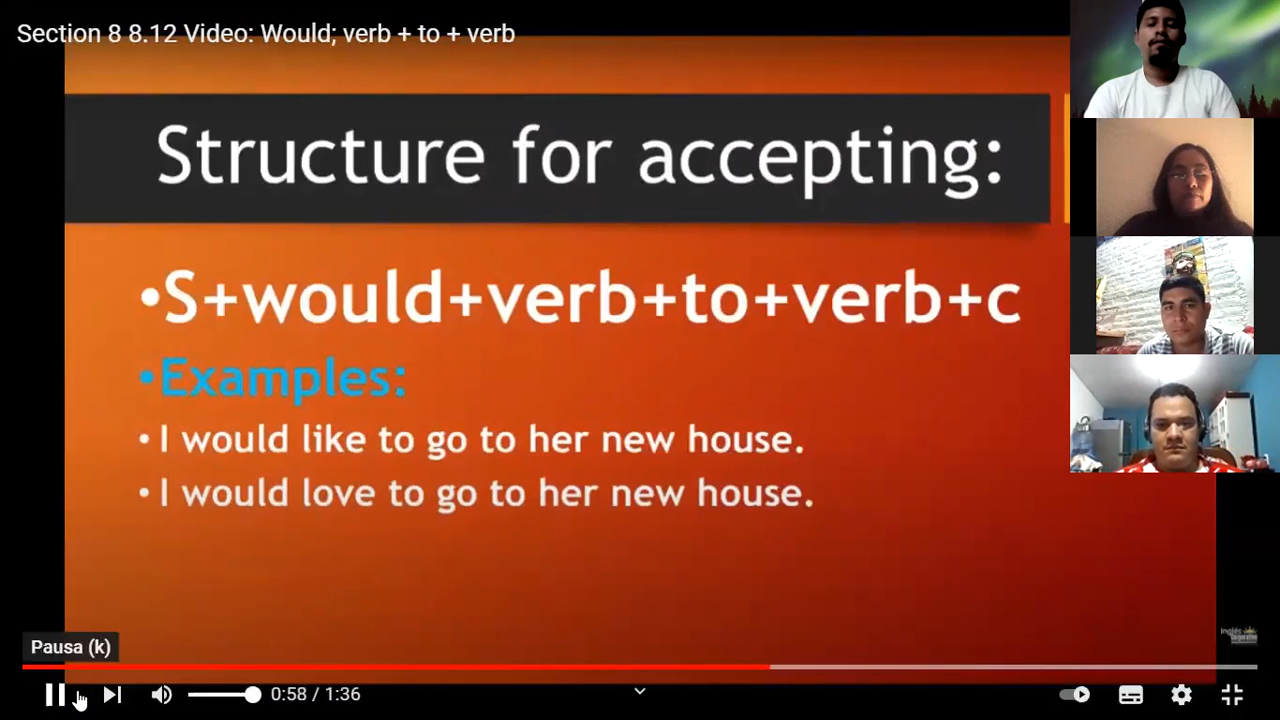 Section 8 8.12 Video: Would; verb + to + verb
Structure for accepting:
•S+would+verb+to+verb+c
•Examples:
• I would like to go to her new house.
• I would love to go to her new house.
Pausa (k)
0:58 / 1:36